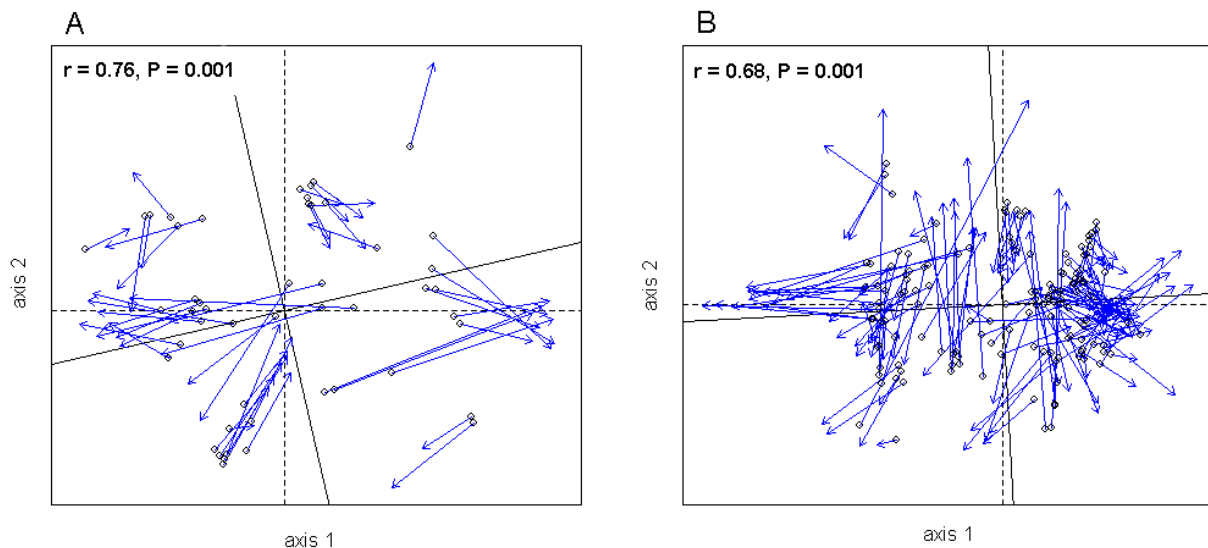 A
r = 0.76, P = 0.001
axis 2
axis 1
B
r = 0.68, P = 0.001
axis 2
axis 1